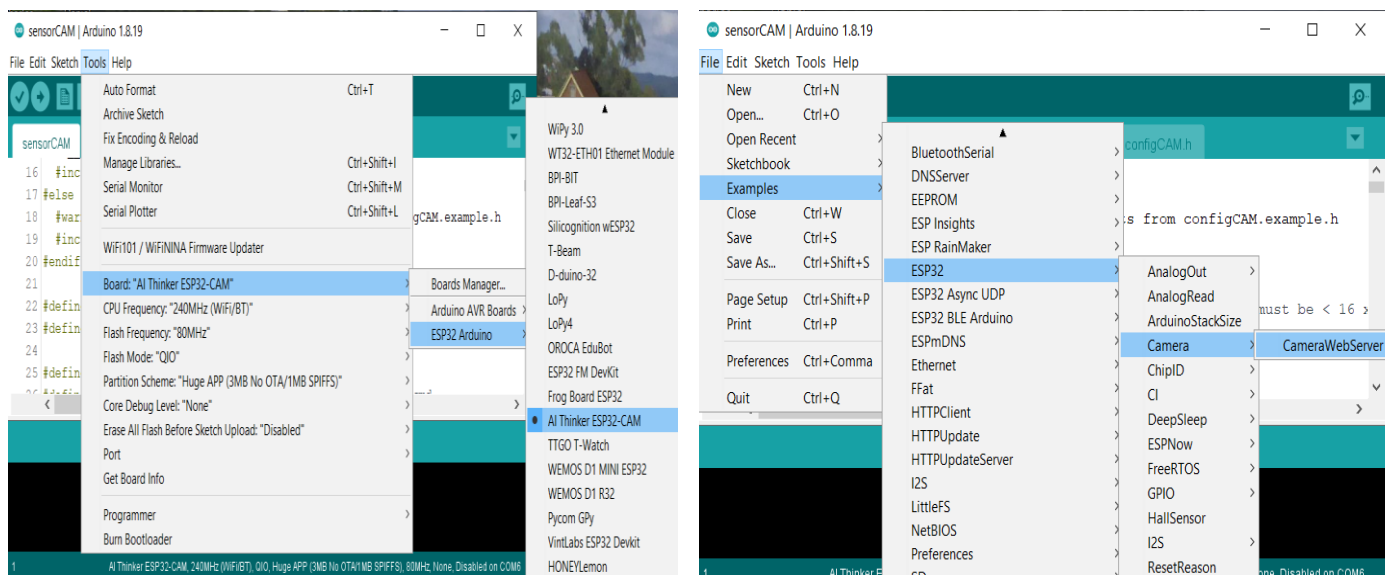 sensorCAM | Arduino 1.8.19
File Edit Sketch Tools Help
Auto Format Ctrl+T
Archive Sketch
Fix Encoding & Reload
Manage Libraries... Ctrl+Shift+I
Serial Monitor Ctrl+Shift+M
Serial Plotter Ctrl+Shift+L
WiFi101 / WiFiNINA Firmware Updater
Board: "AI Thinker ESP32-CAM"
CPU Frequency: "240MHz (WiFi/BT)"
Flash Frequency: "80MHz"
Flash Mode: "QIO"
Partition Scheme: "Huge APP (3MB No OTA/1MB SPIFFS)"
Core Debug Level: "None"
Erase All Flash Before Sketch Upload: "Disabled"
Port
Get Board Info
Programmer
Burn Bootloader
sensorCAM
16 #inc
17 #else
18 #war gCAM.example.h
19 #inc
20 #endif
21
22 #defin
23 #defin
24
25 #defin
Boards Manager...
Arduino AVR Boards
ESP32 Arduino
WiPy 3.0
WT32-ETH01 Ethernet Module
BPI-BIT
BPI-Leaf-S3
Silicognition wESP32
T-Beam
D-duino-32
LoPy
LoPy4
OROCA EduBot
ESP32 FM DevKit
Frog Board ESP32
AI Thinker ESP32-CAM
TTGO T-Watch
WEMOS D1 MINI ESP32
WEMOS D1 R32
Pycom GPy
VintLabs ESP32 Devkit
HONEYLemon
1 AI Thinker ESP32-CAM, 240MHz (WiFi/BT), QIO, Huge APP (3MB No OTA/1MB SPIFFS), 80MHz, None, Disabled on COM6
sensorCAM | Arduino 1.8.19
File Edit Sketch Tools Help
New Ctrl+N
Open... Ctrl+O
Open Recent
Sketchbook
Examples
Close Ctrl+W
Save Ctrl+S
Save As... Ctrl+Shift+S
Page Setup Ctrl+Shift+P
Print Ctrl+P
Preferences Ctrl+Comma
Quit Ctrl+Q
BluetoothSerial
DNSServer
EEPROM
ESP Insights
ESP RainMaker
ESP32
ESP32 Async UDP
ESP32 BLE Arduino
ESPmDNS
Ethernet
FFat
HTTPClient
HTTPUpdate
HTTPUpdateServer
I2S
LittleFS
NetBIOS
Preferences
configCAM.h
s from configCAM.example.h
must be < 16
AnalogOut
AnalogRead
ArduinoStackSize
Camera
ChipID
CI
DeepSleep
ESPNow
FreeRTOS
GPIO
HallSensor
I2S
ResetReason
CameraWebServer
1 AI Thinker E
one, Disabled on COM6